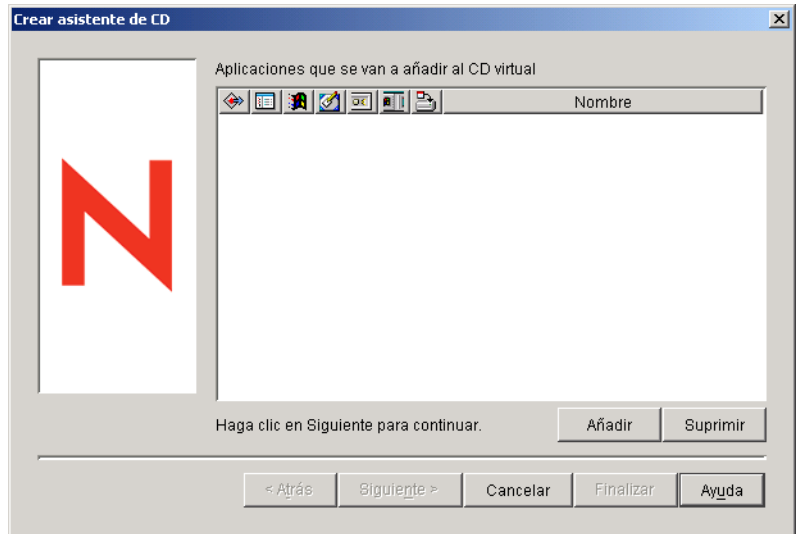 Crear asistente de CD
Aplicaciones que se van a añadir al CD virtual
Nombre
Haga clic en Siguiente para continuar.
Añadir
Suprimir
< Atrás
Siguiente >
Cancelar
Finalizar
Ayuda